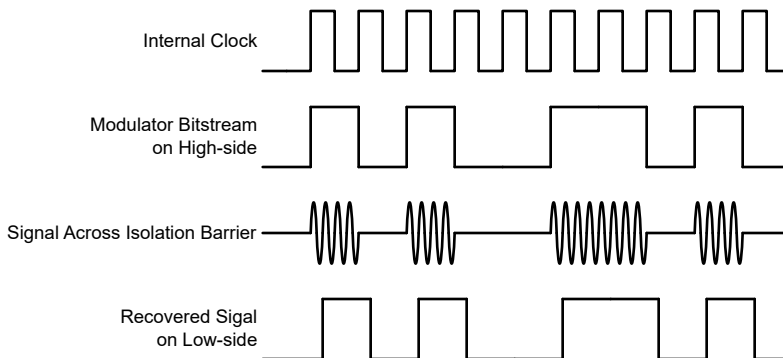 Internal Clock
Modulator Bitstream
on High-side
Signal Across Isolation Barrier
Recovered Sigal
on Low-side